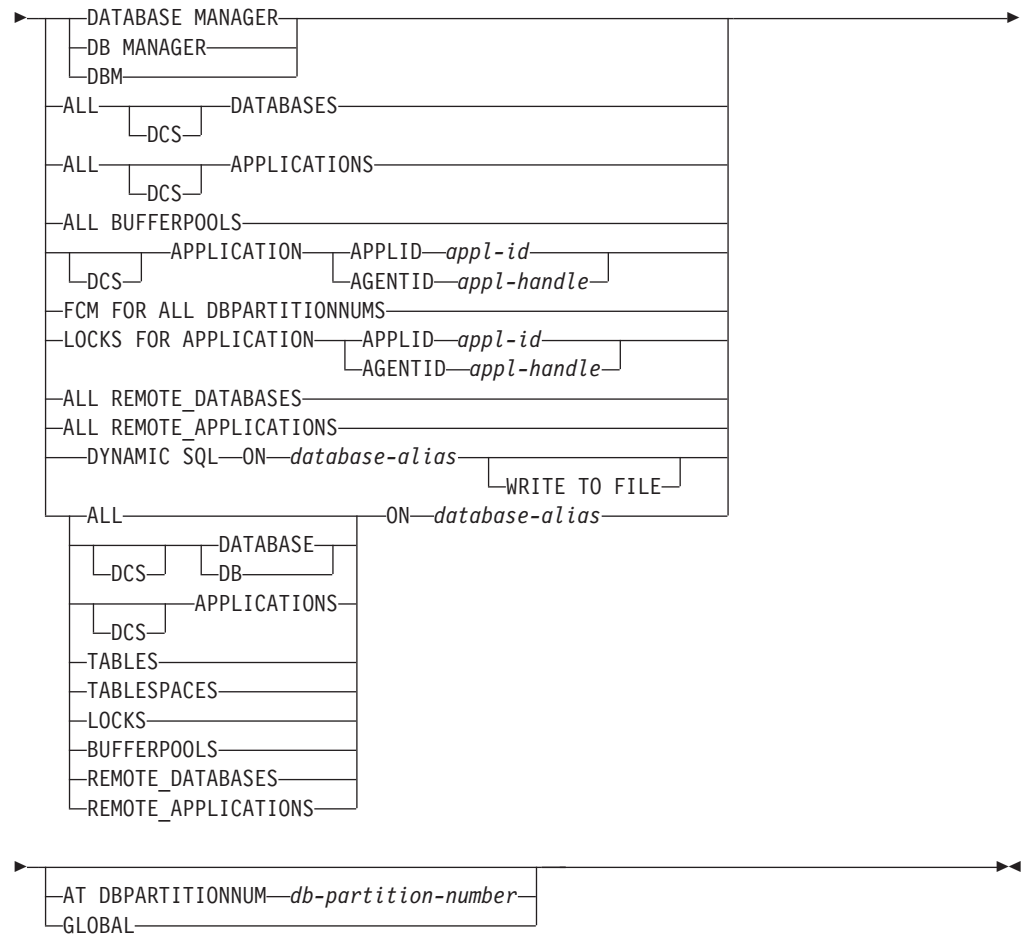 DATABASE MANAGER
DB MANAGER
DBM
ALL DATABASES
DCS
ALL APPLICATIONS
DCS
ALL BUFFERPOOLS
APPLICATION APPLID appl-id
DCS AGENTID appl-handle
FCM FOR ALL DBPARTITIONNUMS
LOCKS FOR APPLICATION APPLID appl-id
AGENTID appl-handle
ALL REMOTE_DATABASES
ALL REMOTE_APPLICATIONS
DYNAMIC SQL ON database-alias
WRITE TO FILE
ALL ON database-alias
DATABASE
DCS DB
APPLICATIONS
DCS
TABLES
TABLESPACES
LOCKS
BUFFERPOOLS
REMOTE_DATABASES
REMOTE_APPLICATIONS
AT DBPARTITIONNUM db-partition-number
GLOBAL